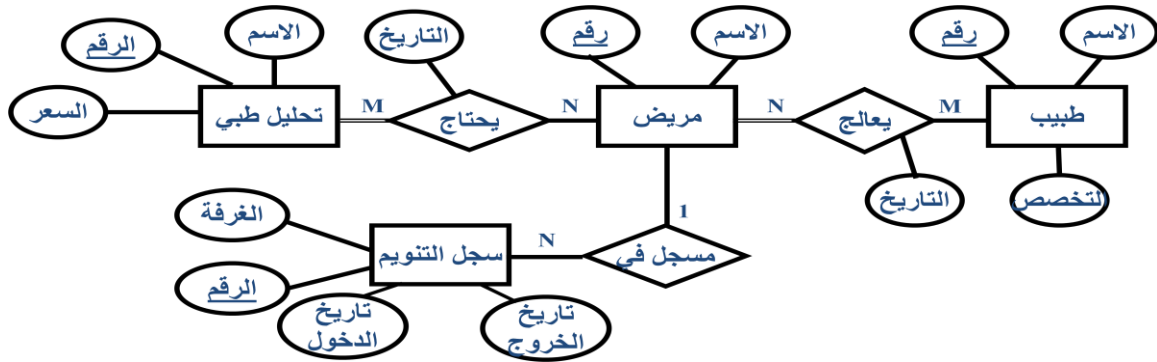 الاسم
رقم
الاسم
رقم
التاريخ
الاسم
الرقم
السعر
طبيب
M
يعالج
N
مريض
N
يحتاج
M
تحليل طبي
التخصص
التاريخ
1
مسجل في
N
سجل التنويم
الغرفة
الرقم
تاريخ
الخروج
تاريخ
الدخول